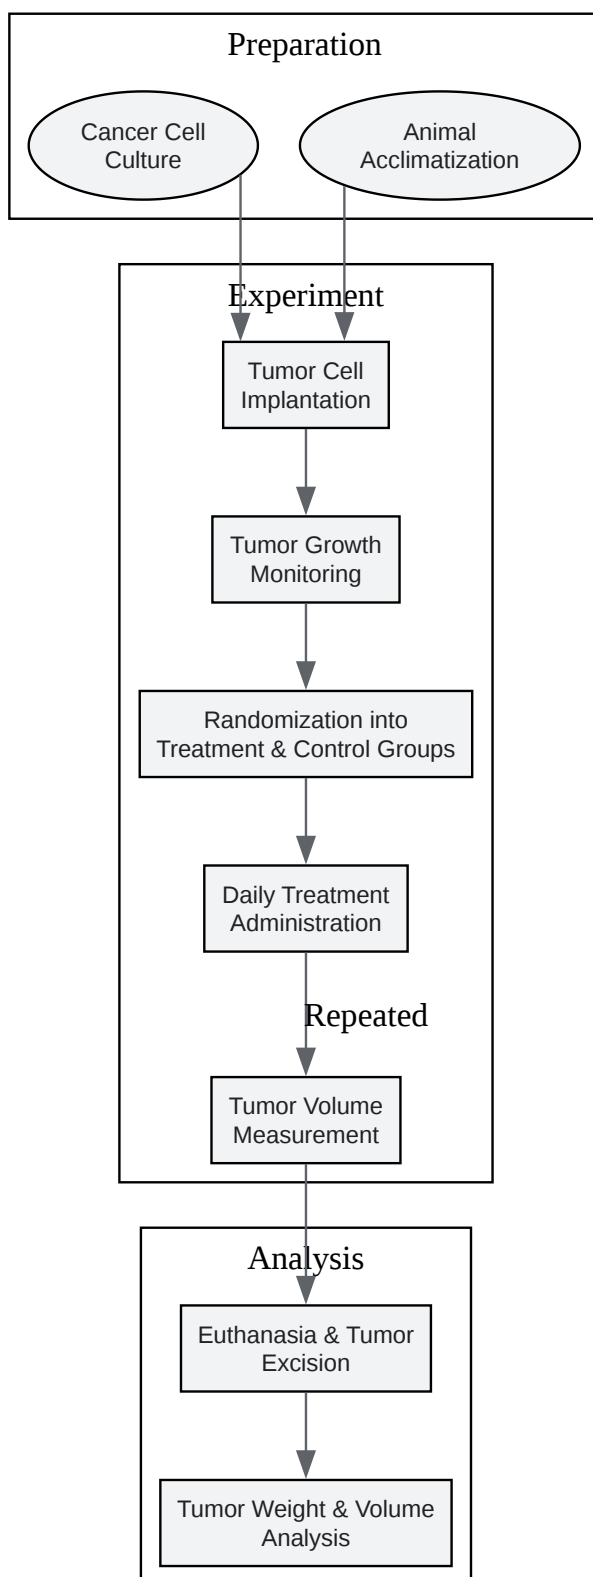 Preparation
Cancer Cell
Culture
Animal
Acclimatization
Experiment
Tumor Cell
Implantation
Tumor Growth
Monitoring
Randomization into
Treatment & Control Groups
Daily Treatment
Administration
Repeated
Tumor Volume
Measurement
Analysis
Euthanasia & Tumor
Excision
Tumor Weight & Volume
Analysis